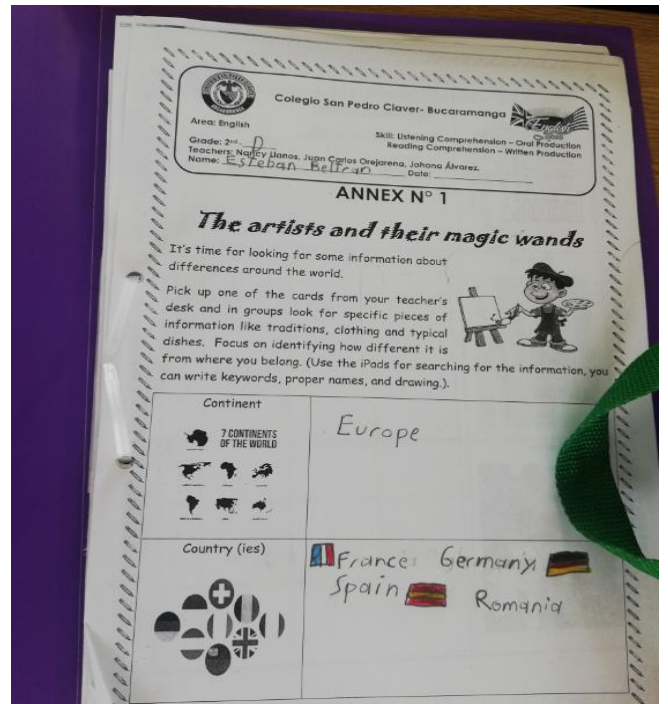 Colegio San Pedro Claver- Bucaramanga
English
Area: English
Skill: Listening Comprehension – Oral Production
Reading Comprehension – Written Production
Grade: 2nd- D
Teachers: Nancy Llanos, Juan Carlos Orejarena, Johana Álvarez.
Name: Esteban Beltran Date:
ANNEX N° 1
The artists and their magic wands
It's time for looking for some information about
differences around the world.
Pick up one of the cards from your teacher's
desk and in groups look for specific pieces of
information like traditions, clothing and typical
dishes. Focus on identifying how different it is
from where you belong. (Use the iPads for searching for the information, you
can write keywords, proper names, and drawing.).
Continent
7 CONTINENTS
OF THE WORLD
Europe
Country (ies)
France Germany
Spain Romania